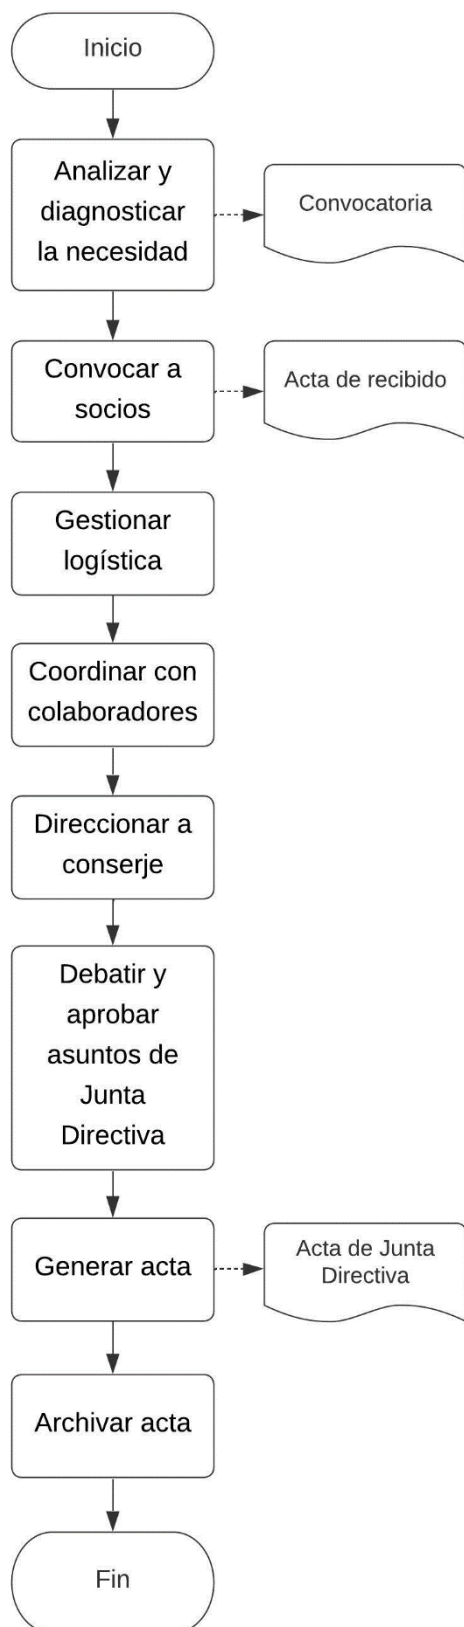 Inicio
Analizar y
diagnosticar
la necesidad
Convocatoria
Convocar a
socios
Acta de recibido
Gestionar
logística
Coordinar con
colaboradores
Direccionar a
conserje
Debatir y
aprobar
asuntos de
Junta
Directiva
Generar acta
Acta de Junta
Directiva
Archivar acta
Fin